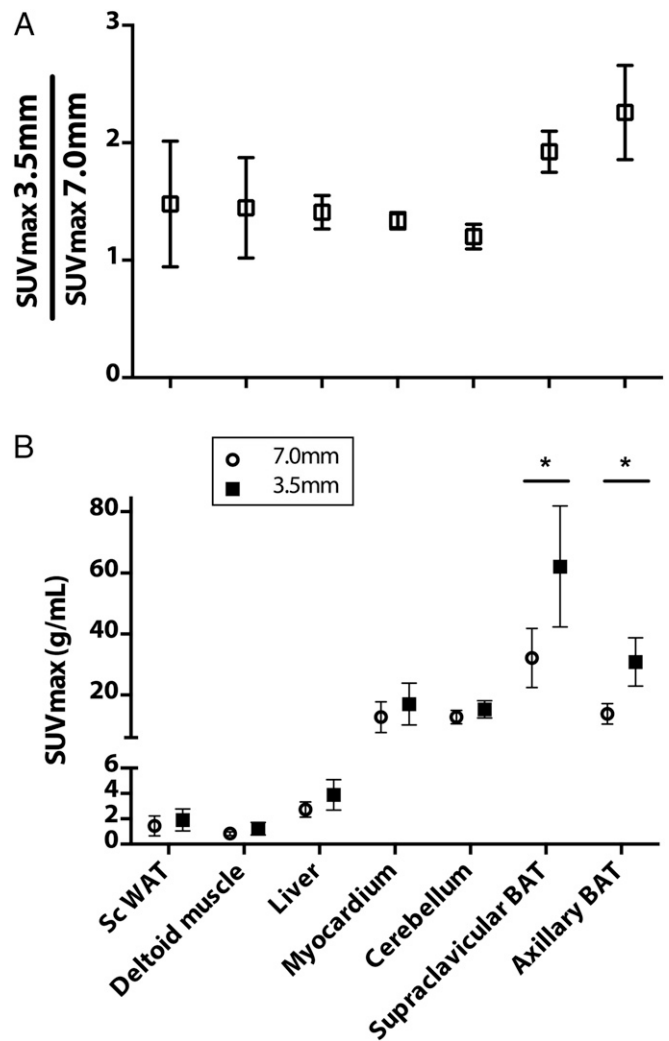 A
SUVmax 3.5mm
SUVmax 7.0mm
3
2
1
0
B
7.0mm
3.5mm
*
*
SUVmax (g/mL)
80
60
40
20
6
4
2
0
Sc WAT
Deltoid muscle
Liver
Myocardium
Cerebellum
Supraclavicular BAT
Axillary BAT